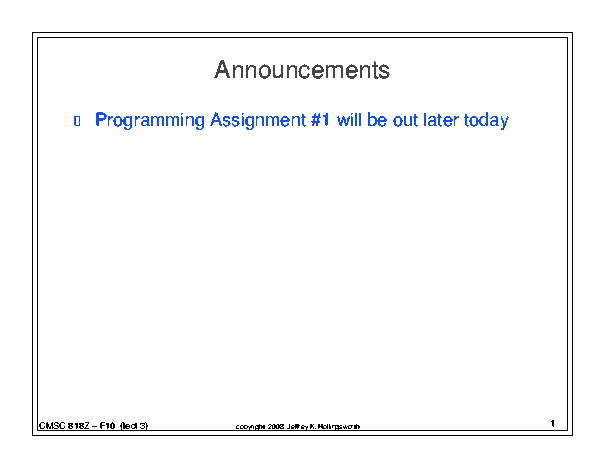 Announcements
Programming Assignment #1 will be out later today
CMSC 818Z – F10 (lect 3)
copyright 2008 Jeffrey K. Hollingsworth
1